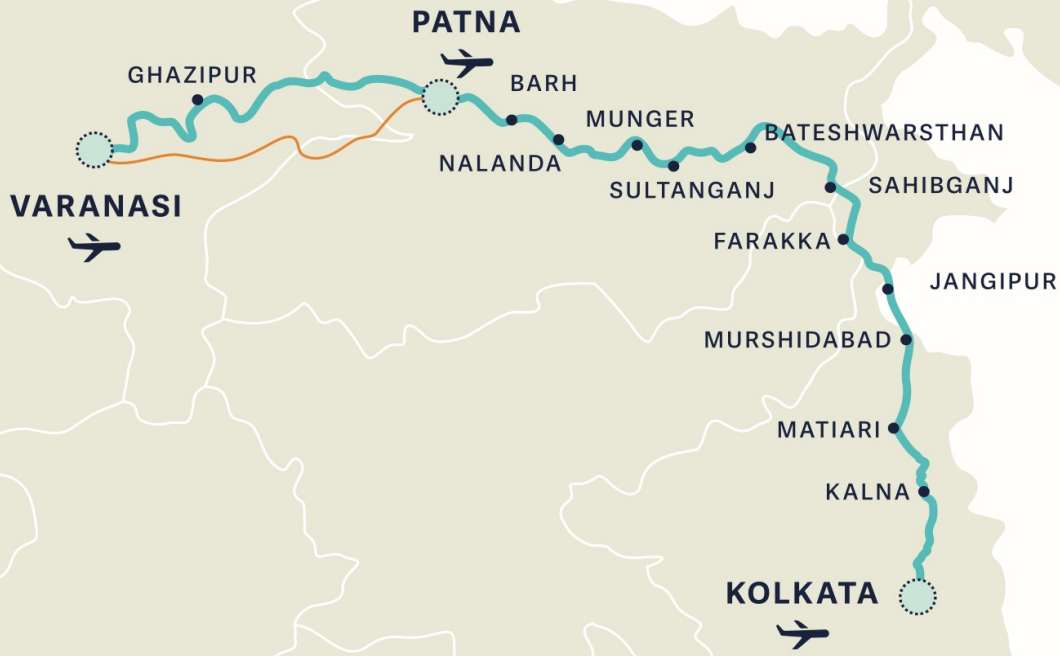 PATNA
GHAZIPUR
BARH
MUNGER
BATESHWARSTHAN
NALANDA
SULTANGANJ
SAHIBGANJ
VARANASI
FARAKKA
JANGIPUR
MURSHIDABAD
MATIARI
KALNA
KOLKATA